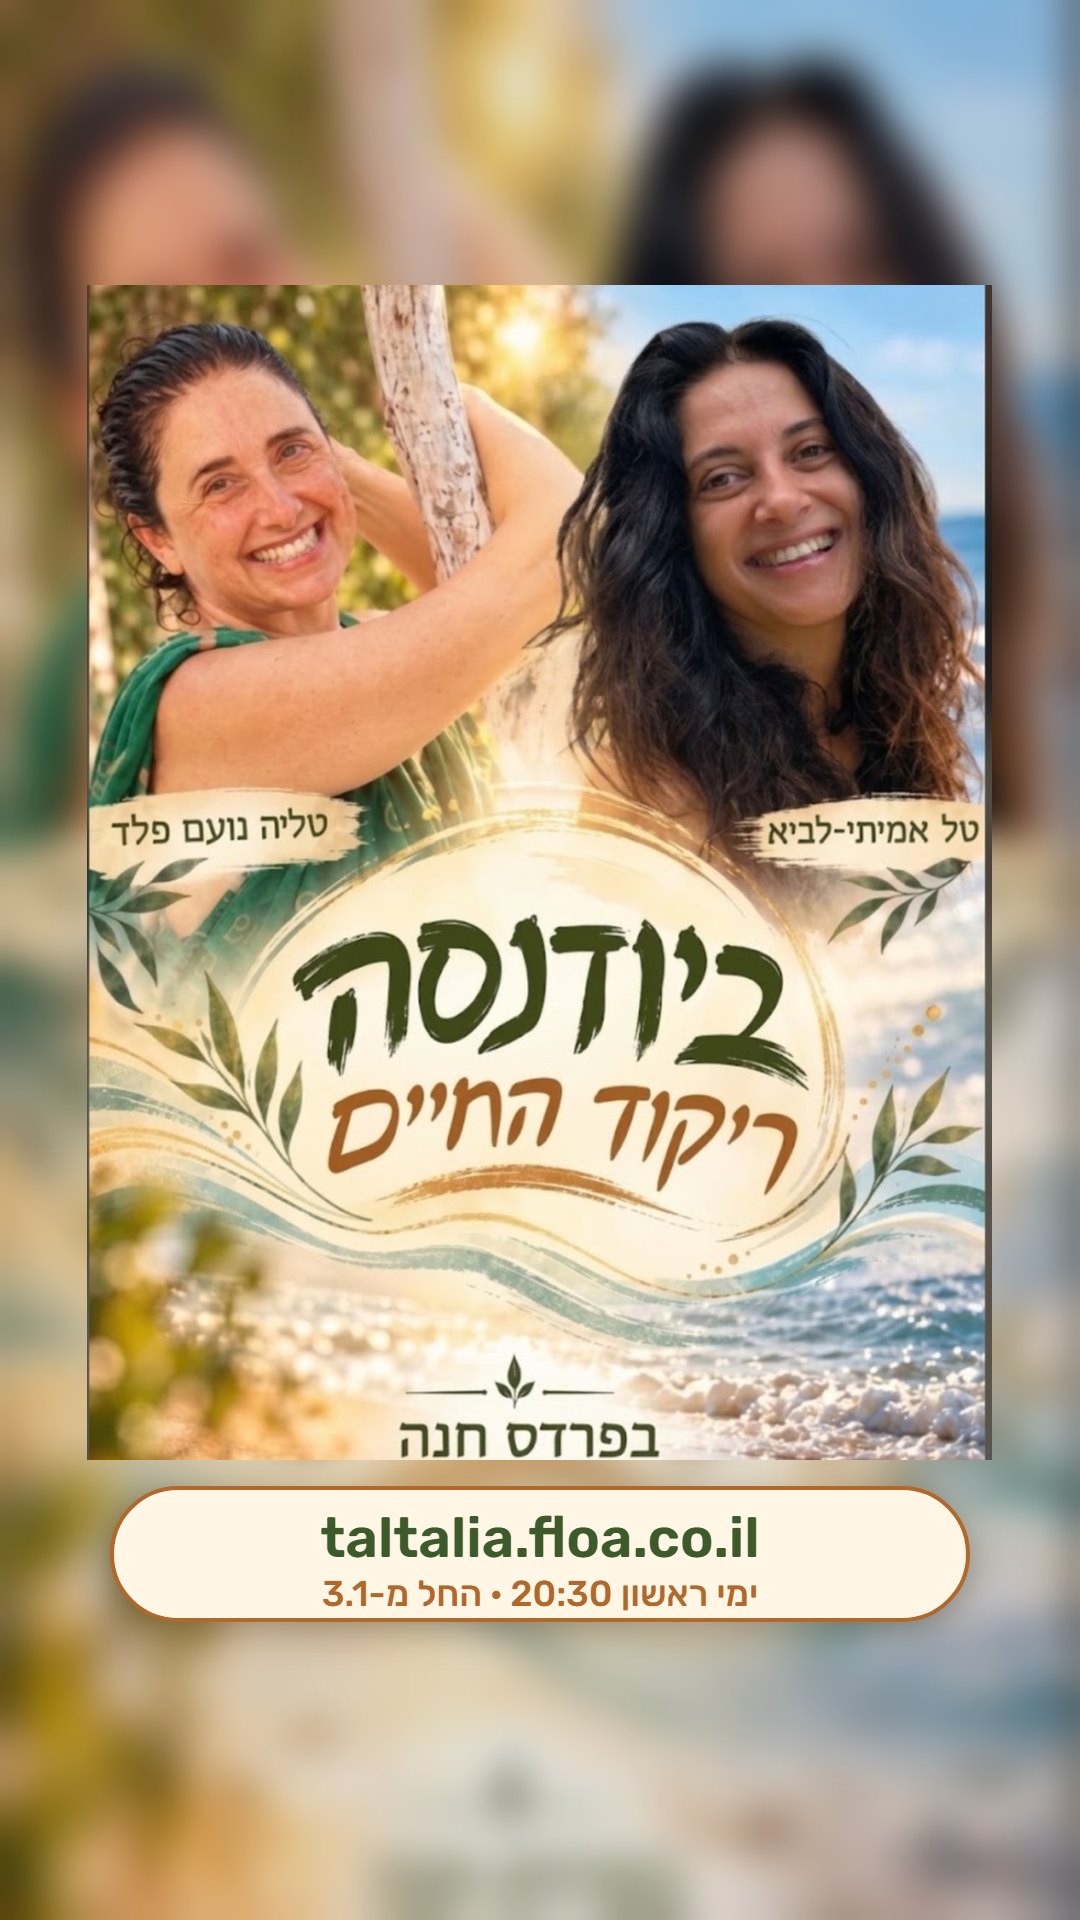 טליה נועם פלד
טל אמיתי-לביא
ביודנסה
ריקוד החיים
בפרדס חנה
taltalia.floa.co.il
ימי ראשון 20:30 • החל מ-3.1